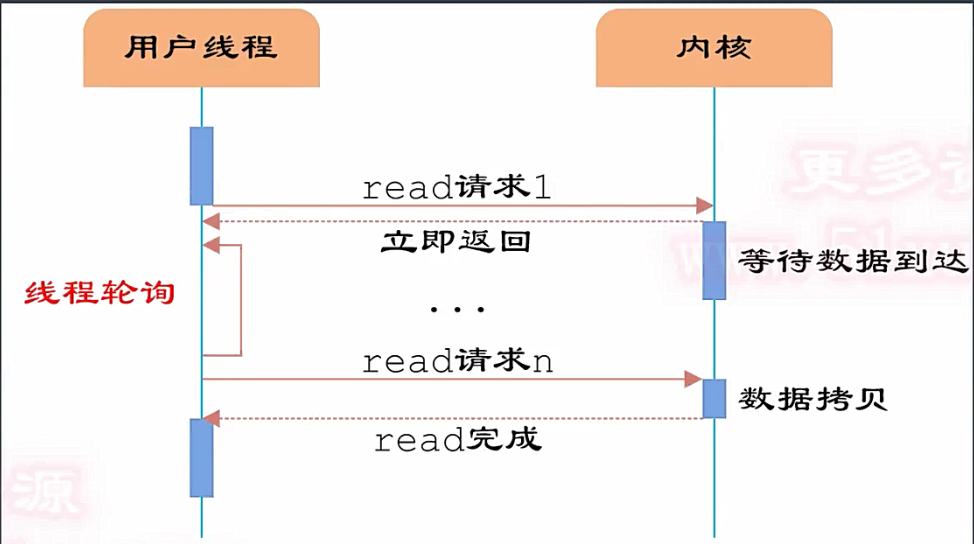 用户线程
内核
更多
read请求1
立即返回
等待数据到达
线程轮询
...
read请求n
数据拷贝
read完成
源